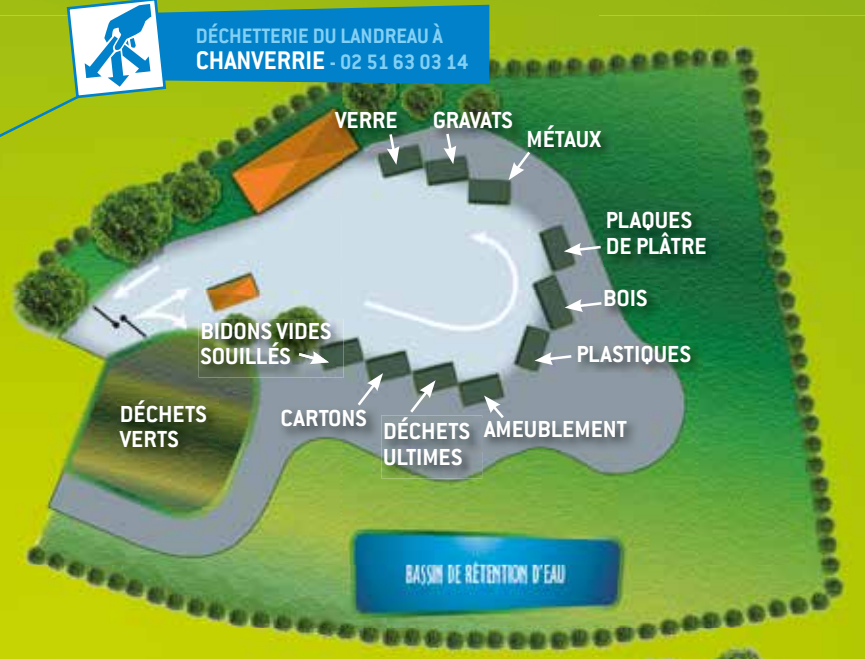 DÉCHETTERIE DU LANDREAU À
CHANVERRIE - 02 51 63 03 14
VERRE
GRAVATS
MÉTAUX
PLAQUES
DE PLÂTRE
BOIS
PLASTIQUES
BIDONS VIDES
SOUILLÉS
CARTONS
DÉCHETS
ULTIMES
AMEUBLEMENT
DÉCHETS
VERTS
BASSIN DE RÉTENTION D'EAU